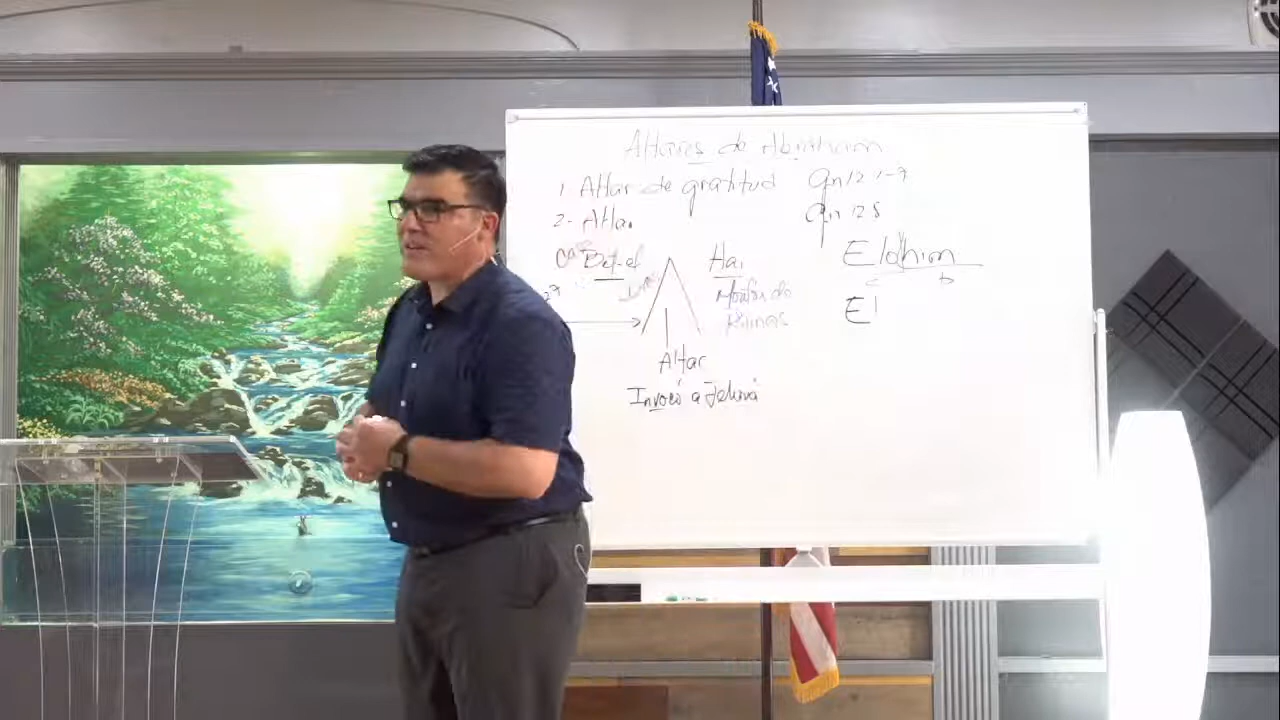 Altares de Abraham
1 Altar de gratitud Gn 12 1-7
2- Altar Gn 12 8
Bet-el Hai Elohim
Monton de
Ruinas El
Altar
Invocó a Jehová